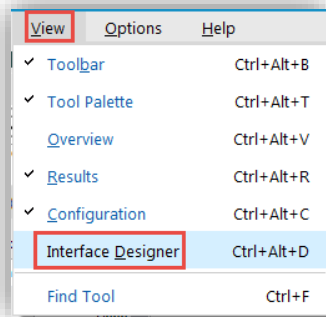 View Options Help
Toolbar Ctrl+Alt+B
Tool Palette Ctrl+Alt+T
Overview Ctrl+Alt+V
Results Ctrl+Alt+R
Configuration Ctrl+Alt+C
Interface Designer Ctrl+Alt+D
Find Tool Ctrl+F